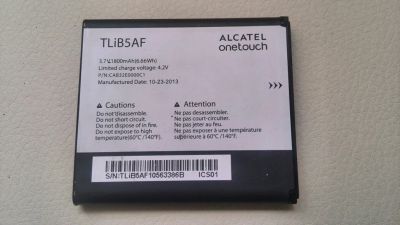 TLiB5AF
ALCATEL
onetouch
3.7V,1800mAh(6.66Wh)
Limited charge voltage: 4.2V
P/N:CAB32E0000C1
Manufactured Date: 10-23-2013
Cautions
Do not disassemble.
Do not short circuit.
Do not dispose of in fire.
Do not expose to high
temperature(60℃ /140℉).
Attention
Ne pas desassembler.
Ne pas court-circuiter.
Ne pas jeter au feu.
Ne pas exposer a temperature
supérieure à 60℃ /140℉.
S/N:TLiB5AF10563386B
ICS01